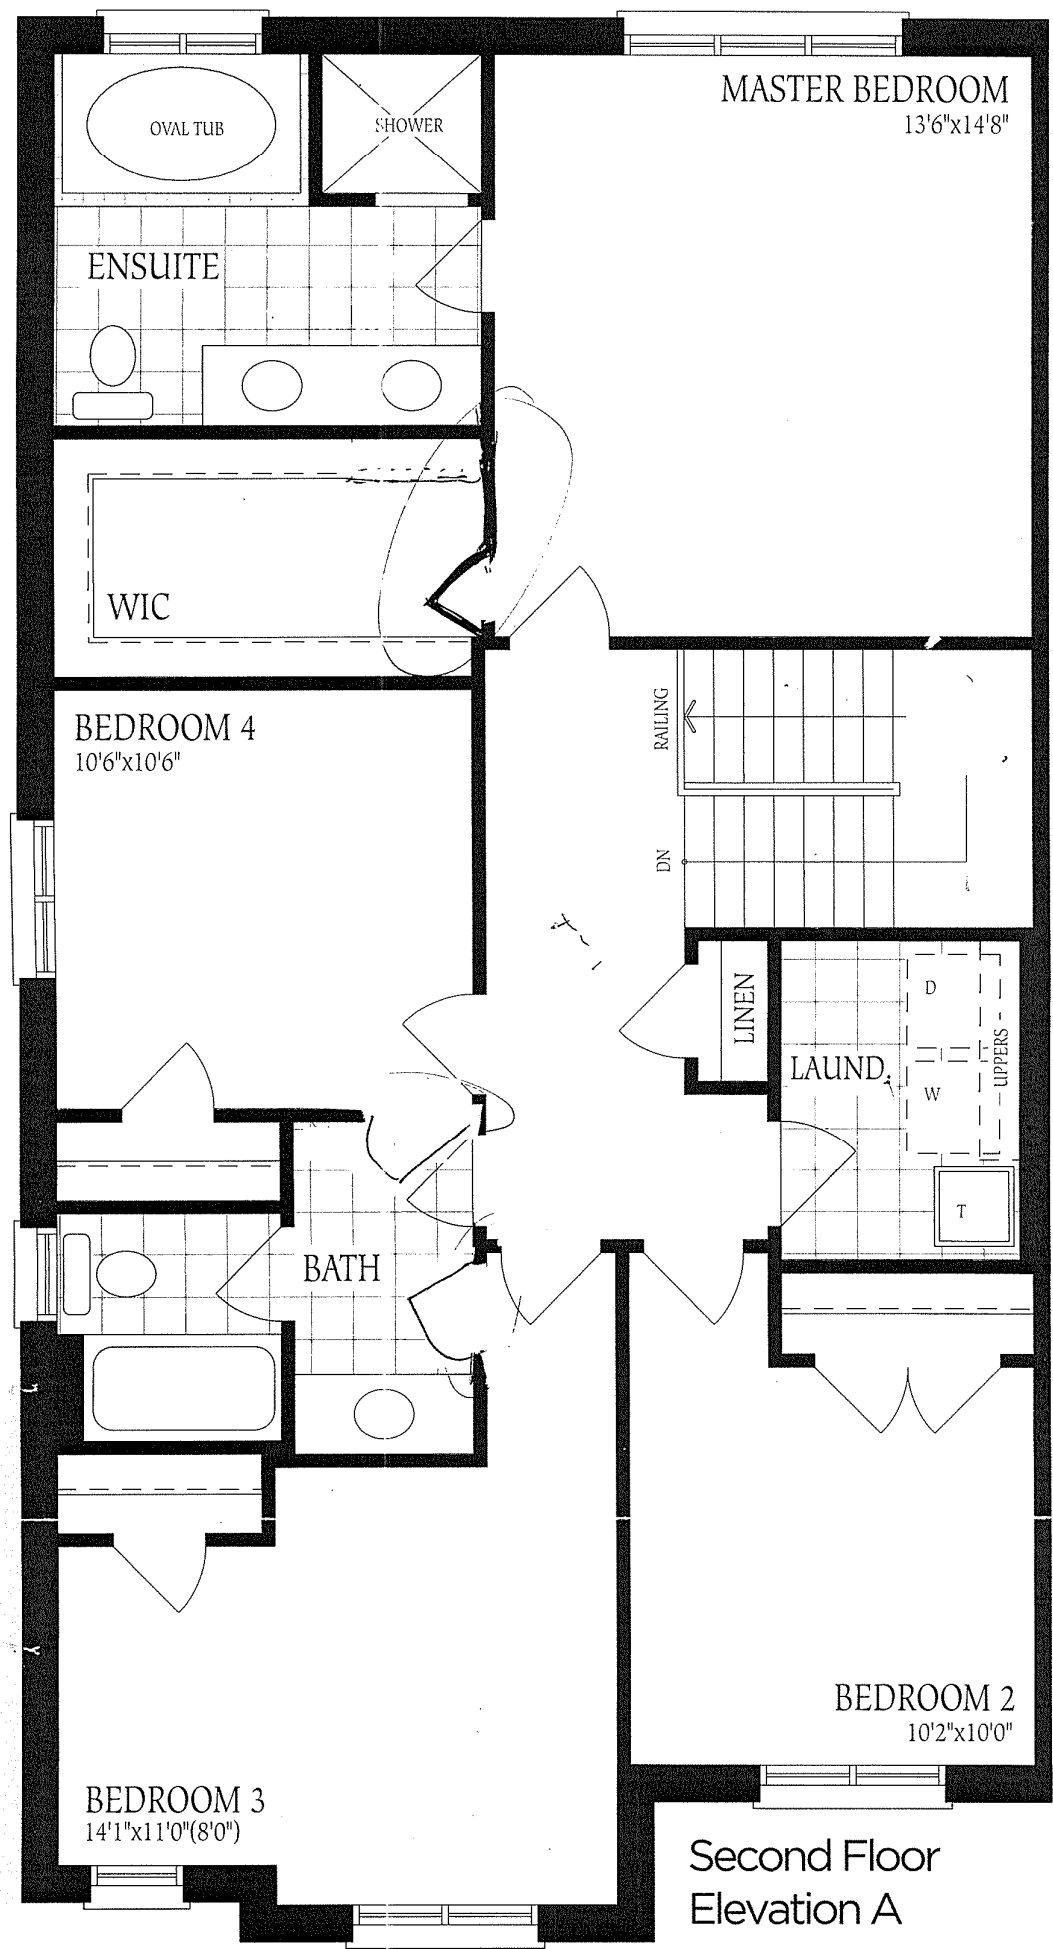 MASTER BEDROOM
13'6"x14'8"
OVAL TUB
SHOWER
ENSUITE
WIC
BEDROOM 4
10'6"x10'6"
RAILING
DN
LINEN
LAUND.
D
W
UPPERS
T
BATH
BEDROOM 2
10'2"x10'0"
BEDROOM 3
14'1"x11'0"(8'0")
Second Floor
Elevation A